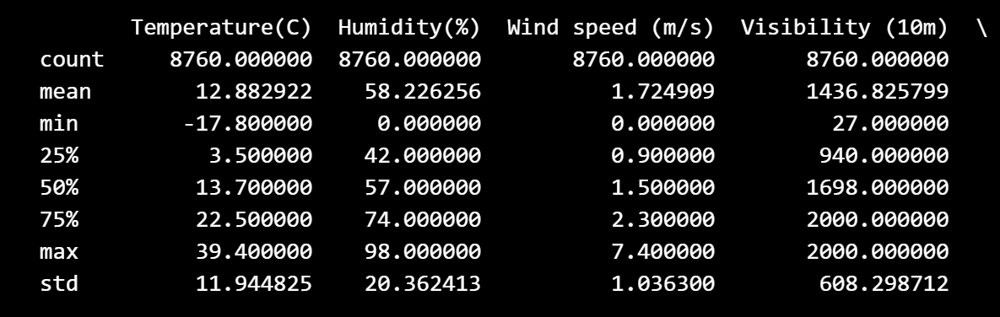 Temperature(C) Humidity(%) Wind speed (m/s) Visibility (10m) \
count 8760.000000 8760.000000 8760.000000 8760.000000
mean 12.882922 58.226256 1.724909 1436.825799
min -17.800000 0.000000 0.000000 27.000000
25% 3.500000 42.000000 0.900000 940.000000
50% 13.700000 57.000000 1.500000 1698.000000
75% 22.500000 74.000000 2.300000 2000.000000
max 39.400000 98.000000 7.400000 2000.000000
std 11.944825 20.362413 1.036300 608.298712